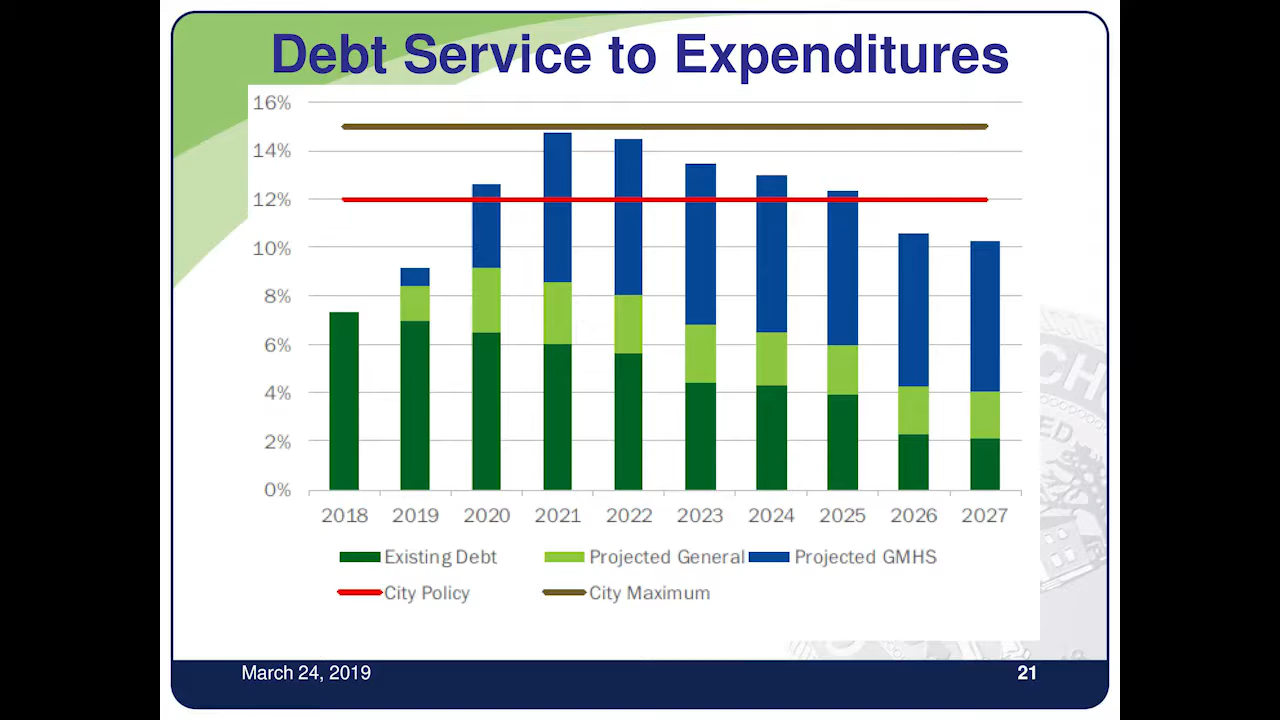 Debt Service to Expenditures
16%
14%
12%
10%
8%
6%
4%
2%
0%
2018 2019 2020 2021 2022 2023 2024 2025 2026 2027
Existing Debt Projected General Projected GMHS
City Policy City Maximum
March 24, 2019 21